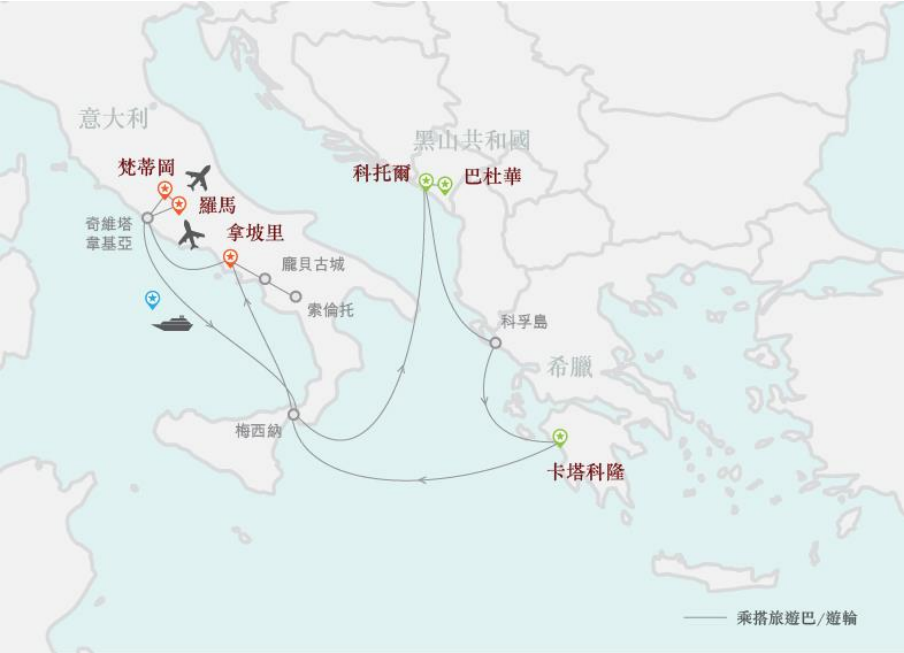 意大利
黑山共和國
梵蒂岡
科托爾
巴杜華
羅馬
奇維塔
韋基亞
拿坡里
龐貝古城
索倫托
科孚島
希臘
梅西納
卡塔科隆
乘搭旅遊巴/遊輪